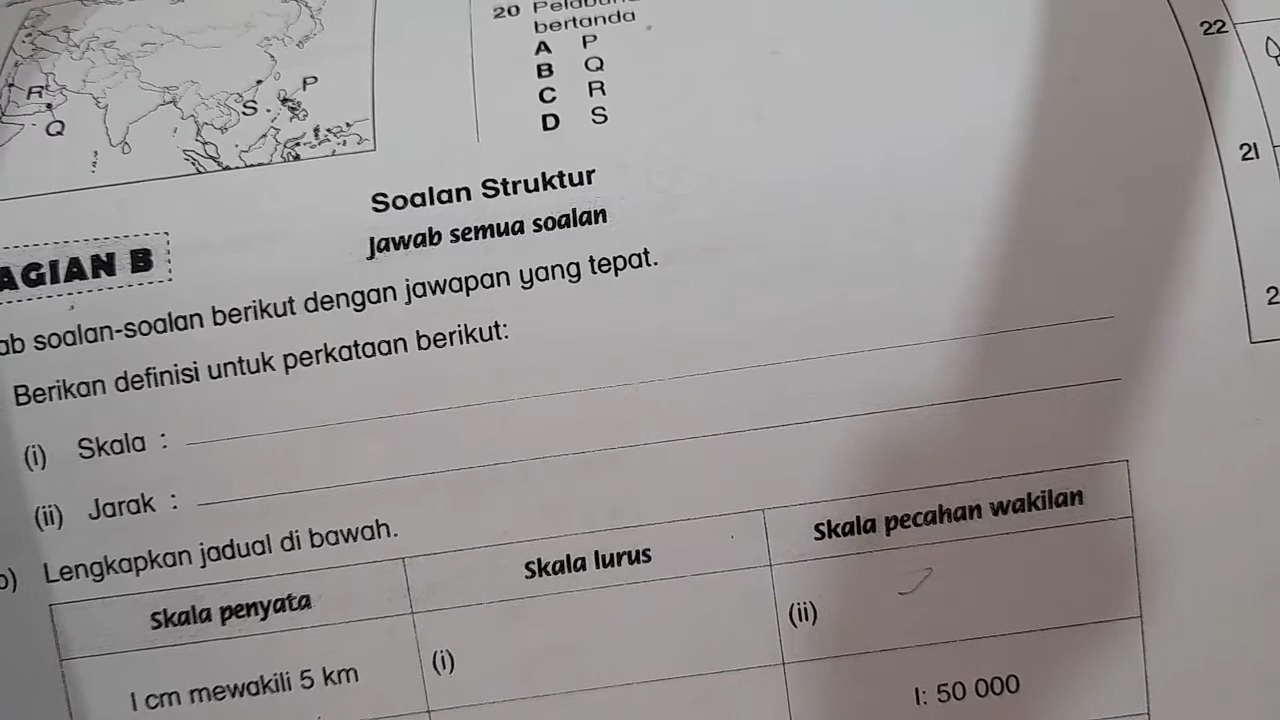 R
Q
S
P
20
bertanda
A P
B Q
C R
D S
22
21
Soalan Struktur
Jawab semua soalan
AGIAN B
ab soalan-soalan berikut dengan jawapan yang tepat.
Berikan definisi untuk perkataan berikut:
(i) Skala :
(ii) Jarak :
Lengkapkan jadual di bawah.
Skala penyata Skala lurus Skala pecahan wakilan
1 cm mewakili 5 km (i) (ii)
1: 50 000